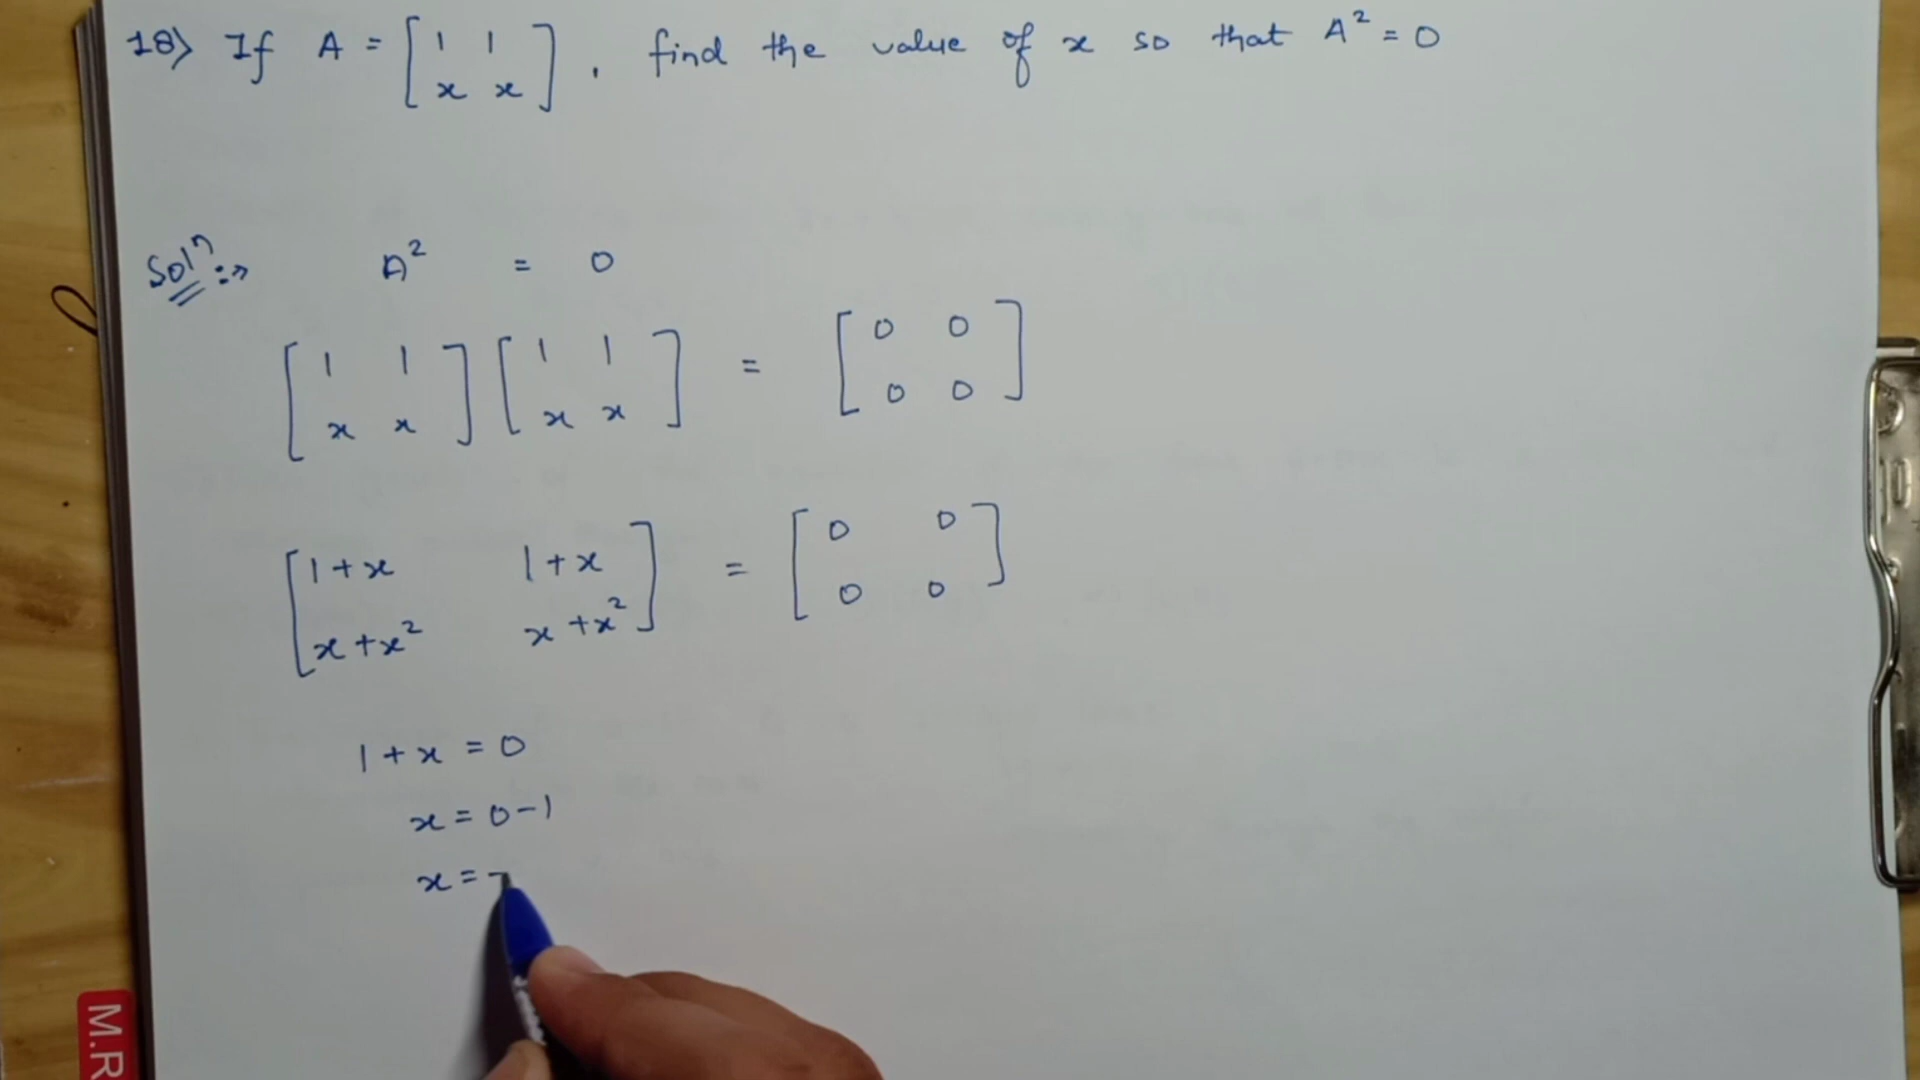 18) If A = [ 1 1
x x ] , find the value of x so that A² = 0
Solⁿ :→ A² = 0
[ 1 1 ] [ 1 1 ] = [ 0 0 ]
[ x x ] [ x x ] [ 0 0 ]
[ 1+x 1+x ] = [ 0 0 ]
[ x+x² x+x² ] [ 0 0 ]
1+x = 0
x = 0-1
x = -
M.R